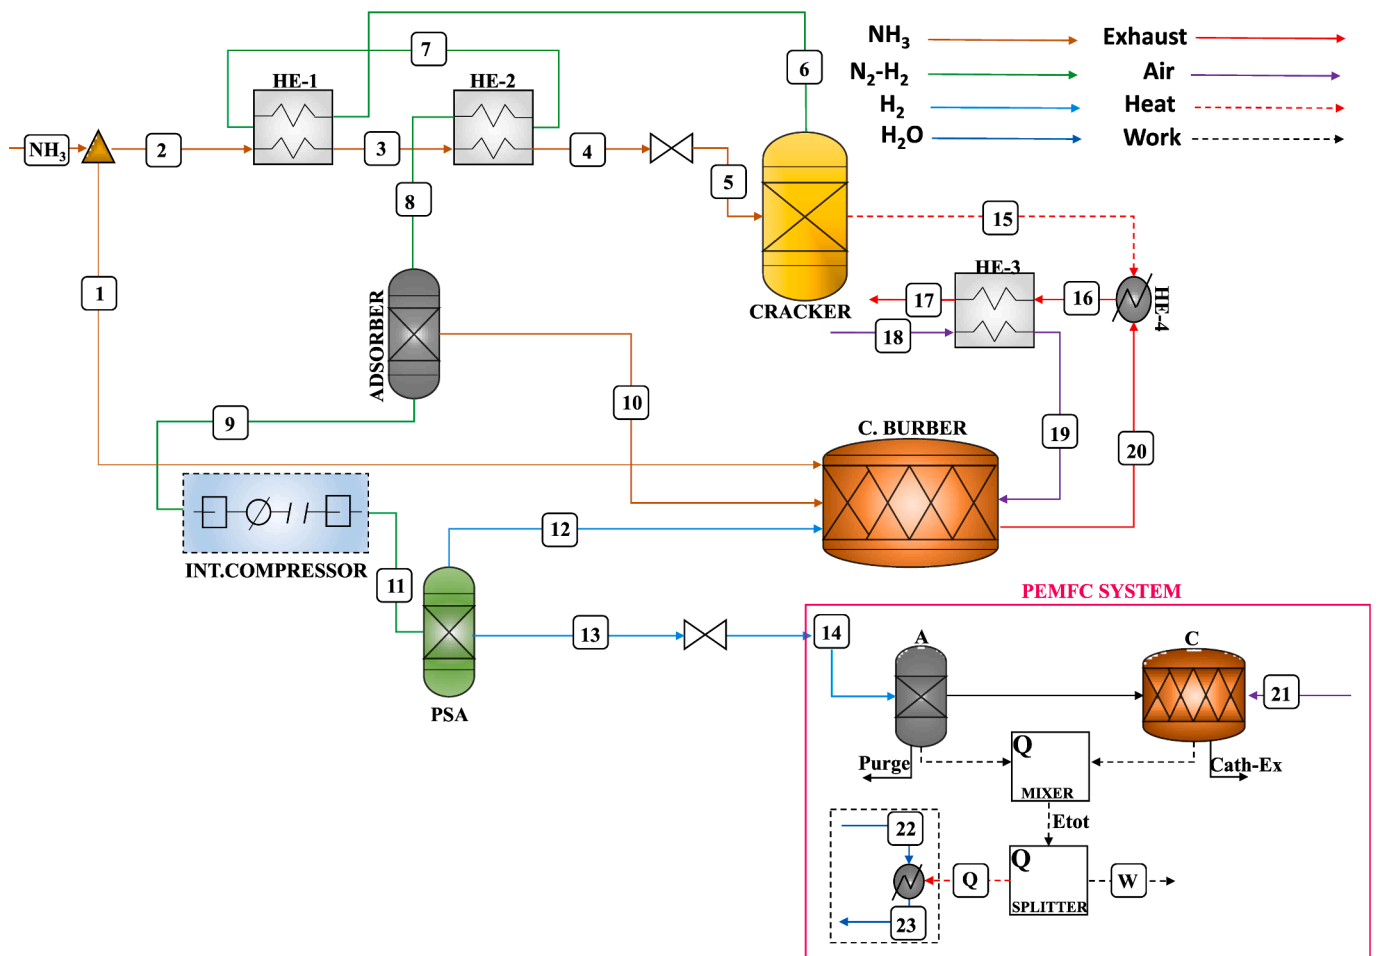 NH₃
Exhaust
N₂-H₂
Air
H₂
Heat
H₂O
Work
7
6
HE-1
HE-2
NH₃
2
3
4
5
8
15
1
HE-3
17
16
HE-4
CRACKER
18
ADSORBER
10
9
C. BURBER
19
20
12
INT.COMPRESSOR
11
PEMFC SYSTEM
13
14
A
C
21
PSA
Purge
Q
Cath-Ex
MIXER
Etot
22
Q
Q
W
SPLITTER
23